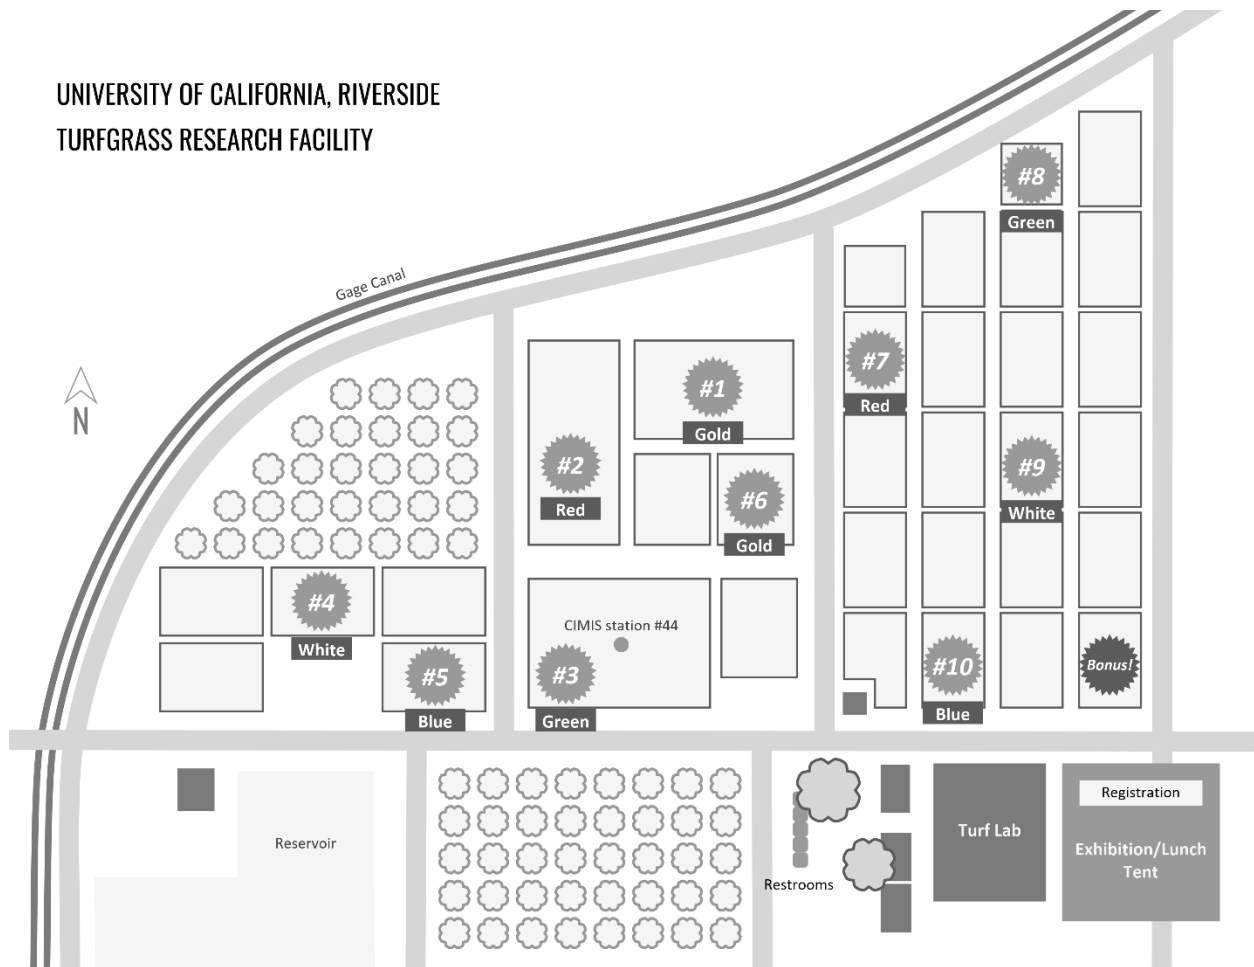 UNIVERSITY OF CALIFORNIA, RIVERSIDE
TURFGRASS RESEARCH FACILITY
#8
Green
Gage Canal
#7
Red
#1
Gold
N
#2
Red
#6
Gold
#9
White
#4
White
CIMIS station #44
#5
Blue
#3
Green
#10
Blue
Bonus!
Reservoir
Restrooms
Turf Lab
Registration
Exhibition/Lunch
Tent